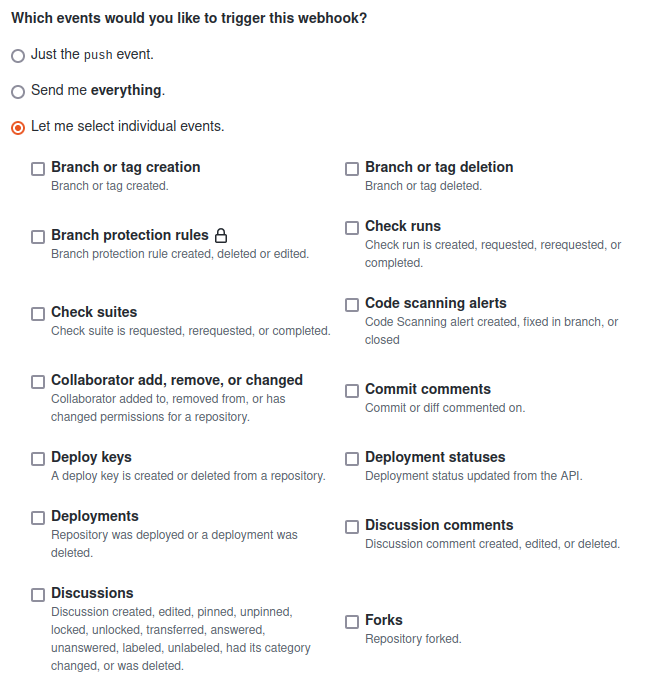 Which events would you like to trigger this webhook?
Just the push event.
Send me everything.
Let me select individual events.
Branch or tag creation
Branch or tag created.
Branch or tag deletion
Branch or tag deleted.
Branch protection rules
Branch protection rule created, deleted or edited.
Check runs
Check run is created, requested, rerequested, or
completed.
Check suites
Check suite is requested, rerequested, or completed.
Code scanning alerts
Code Scanning alert created, fixed in branch, or
closed
Collaborator add, remove, or changed
Collaborator added to, removed from, or has
changed permissions for a repository.
Commit comments
Commit or diff commented on.
Deploy keys
A deploy key is created or deleted from a repository.
Deployment statuses
Deployment status updated from the API.
Deployments
Repository was deployed or a deployment was
deleted.
Discussion comments
Discussion comment created, edited, or deleted.
Discussions
Discussion created, edited, pinned, unpinned,
locked, unlocked, transferred, answered,
unanswered, labeled, unlabeled, had its category
changed, or was deleted.
Forks
Repository forked.